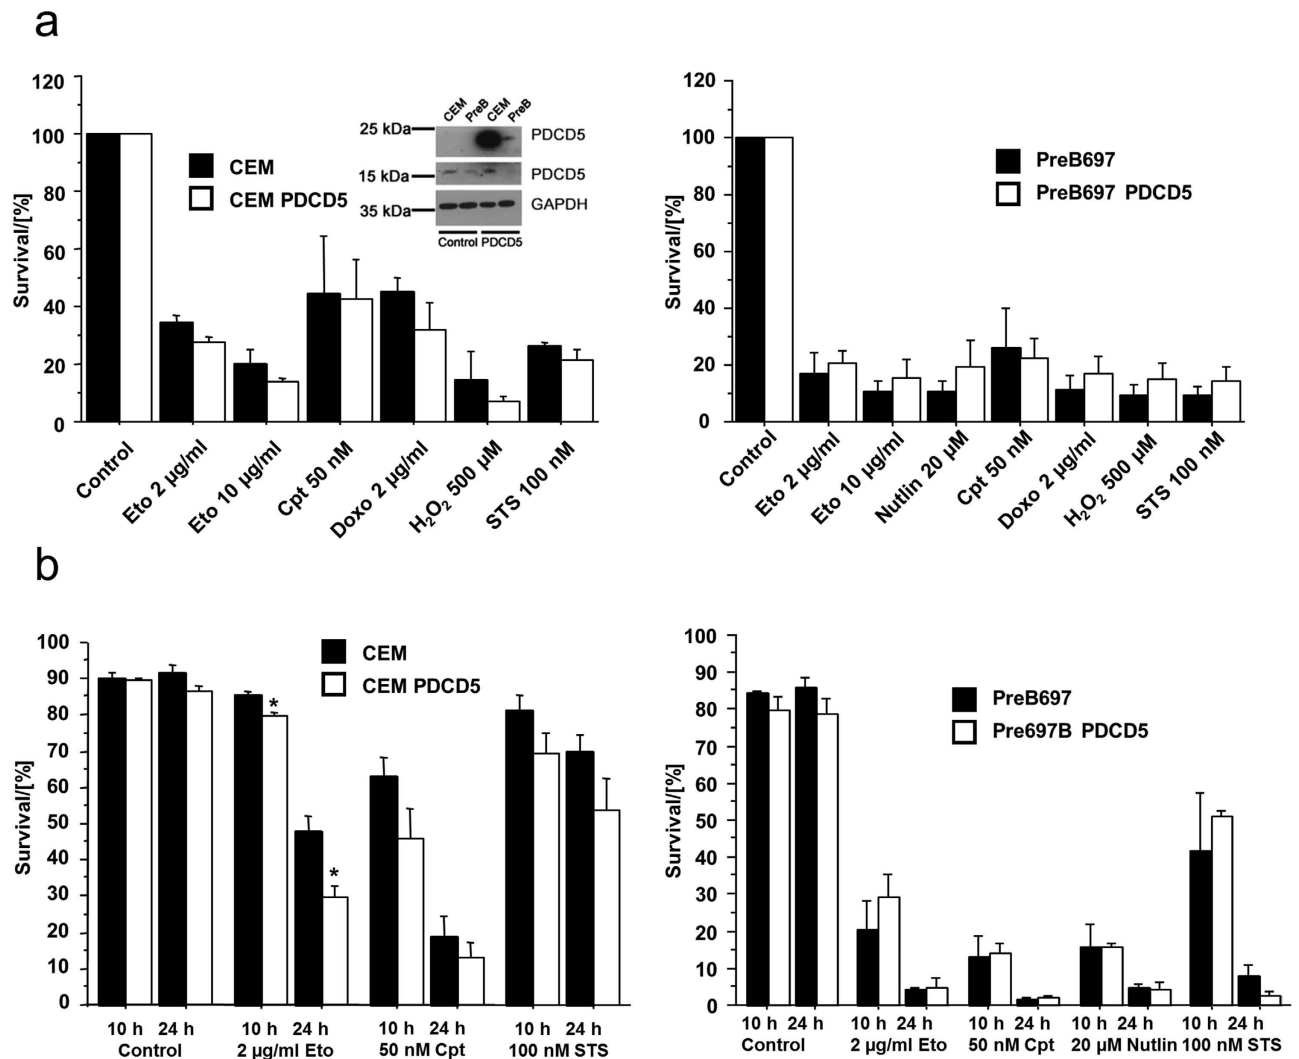 a
120
100
80
60
40
20
0
Survival/[%]
CEM
CEM PDCD5
CEM PreB CEM PreB
25 kDa
PDCD5
15 kDa
PDCD5
35 kDa
GAPDH
Control PDCD5
Control
Eto 2 µg/ml
Eto 10 µg/ml
Cpt 50 nM
Doxo 2 µg/ml
H₂O₂ 500 µM
STS 100 nM
120
100
80
60
40
20
0
Survival/[%]
PreB697
PreB697 PDCD5
Control
Eto 2 µg/ml
Eto 10 µg/ml
Nutlin 20 µM
Cpt 50 nM
Doxo 2 µg/ml
H₂O₂ 500 µM
STS 100 nM
b
100
90
80
70
60
50
40
30
20
10
0
Survival/[%]
CEM
CEM PDCD5
*
*
10 h 24 h 10 h 24 h 10 h 24 h 10 h 24 h
Control 2 µg/ml Eto 50 nM Cpt 100 nM STS
100
90
80
70
60
50
40
30
20
10
0
Survival/[%]
PreB697
Pre697B PDCD5
10 h 24 h 10 h 24 h 10 h 24 h 10 h 24 h 10 h 24 h
Control 2 µg/ml Eto 50 nM Cpt 20 µM Nutlin 100 nM STS